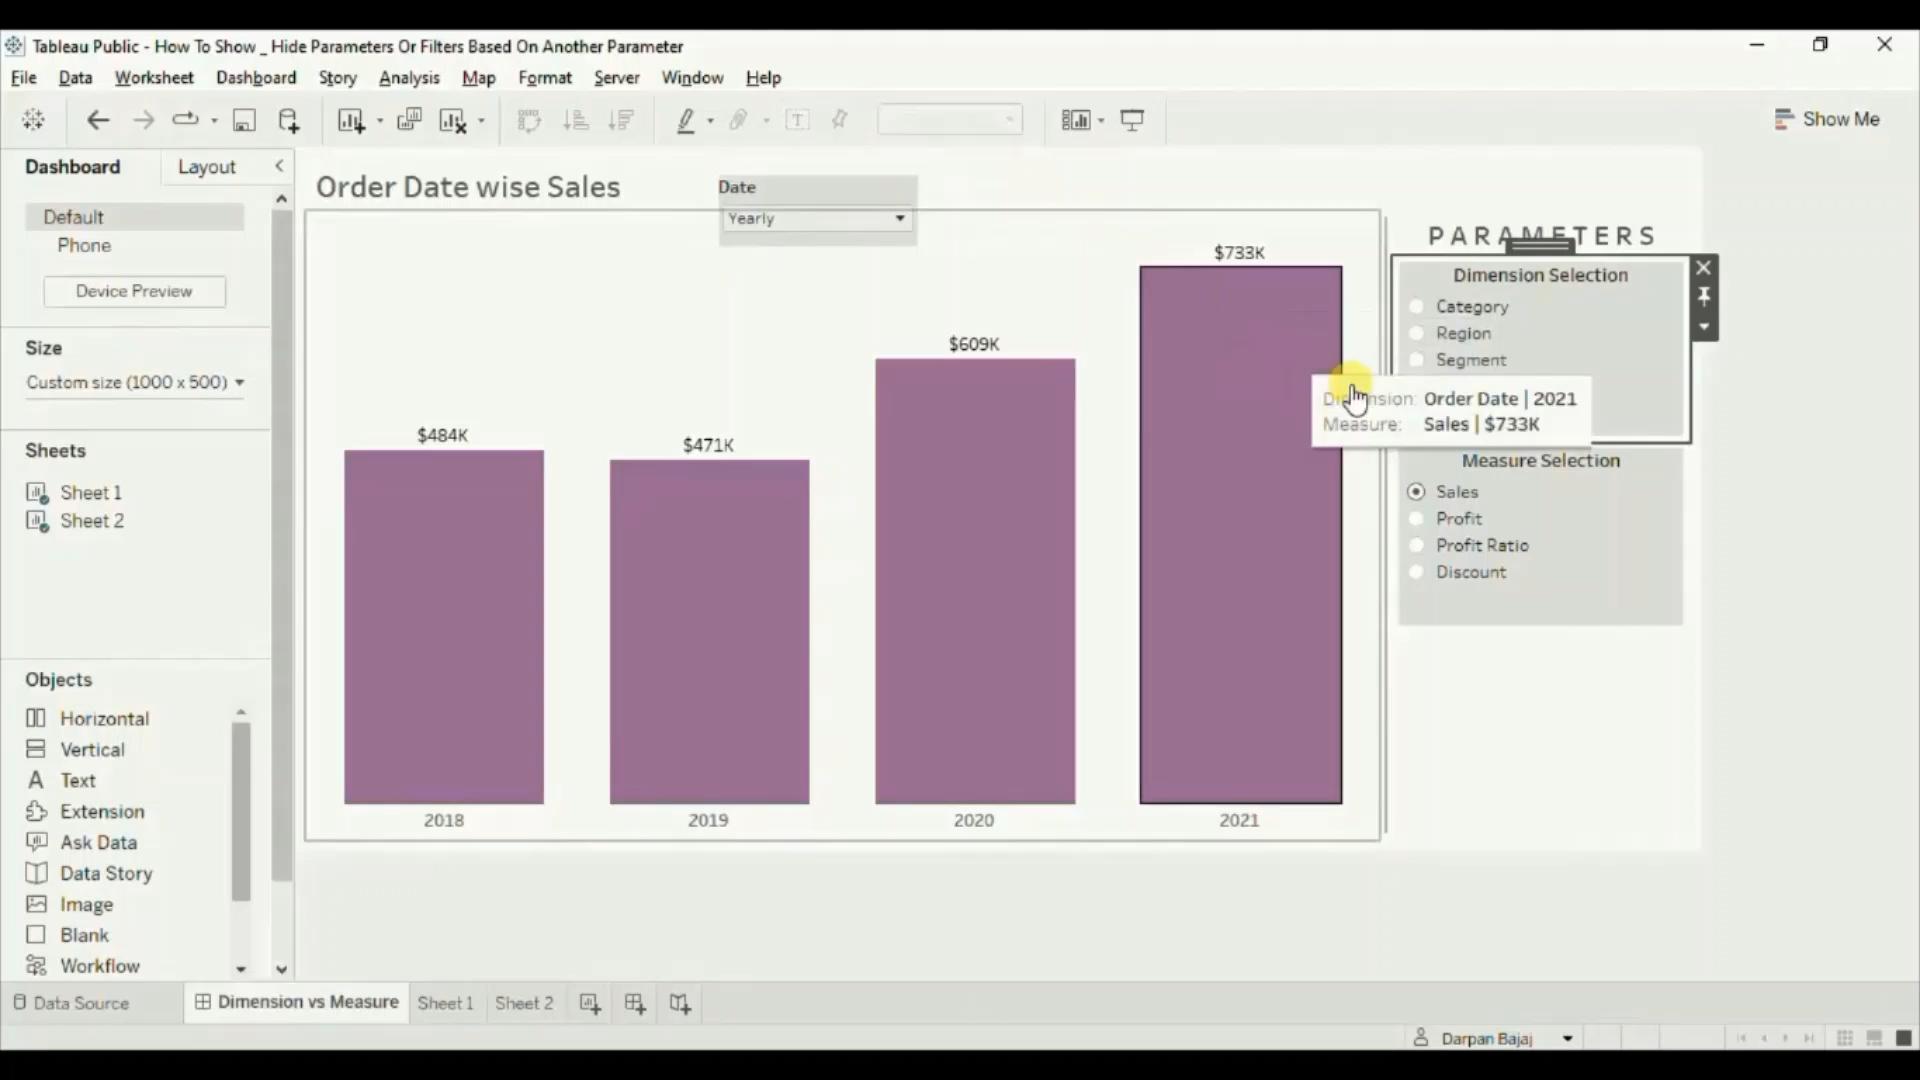 Tableau Public - How To Show _ Hide Parameters Or Filters Based On Another Parameter
File Data Worksheet Dashboard Story Analysis Map Format Server Window Help
Show Me
Dashboard Layout
Default
Phone
Device Preview
Size
Custom size (1000 x 500)
Sheets
Sheet 1
Sheet 2
Objects
Horizontal
Vertical
Text
Extension
Ask Data
Data Story
Image
Blank
Workflow
Order Date wise Sales
Date
Yearly
$484K
$471K
$609K
$733K
2018 2019 2020 2021
PARAMETERS
Dimension Selection
Category
Region
Segment
Dimension: Order Date | 2021
Measure: Sales | $733K
Measure Selection
Sales
Profit
Profit Ratio
Discount
Data Source Dimension vs Measure Sheet 1 Sheet 2
Darpan Bajaj